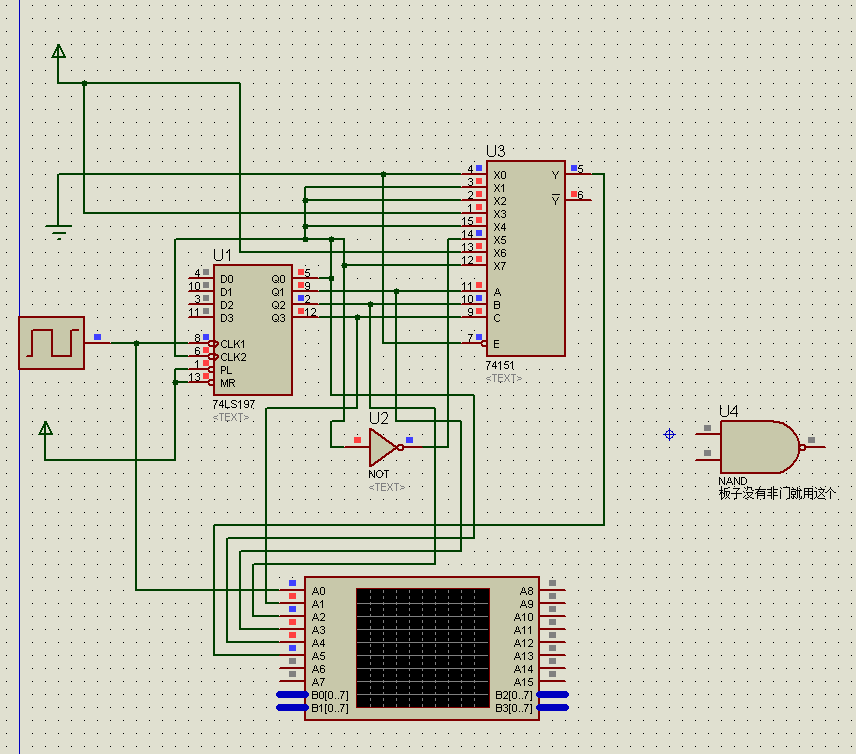 U3
4 X0 Y 5
3 X1
2 X2 Y 6
1 X3
15 X4
14 X5
13 X6
12 X7
11 A
10 B
9 C
7 E
74151
<TEXT>
U1
4 D0 Q0 5
10 D1 Q1 9
3 D2 Q2 2
11 D3 Q3 12
8 CLK1
6 CLK2
1 PL
13 MR
74LS197
<TEXT>
U2
NOT
<TEXT>
U4
NAND
板子没有非门就用这个
A0 A8
A1 A9
A2 A10
A3 A11
A4 A12
A5 A13
A6 A14
A7 A15
B0[0..7] B2[0..7]
B1[0..7] B3[0..7]